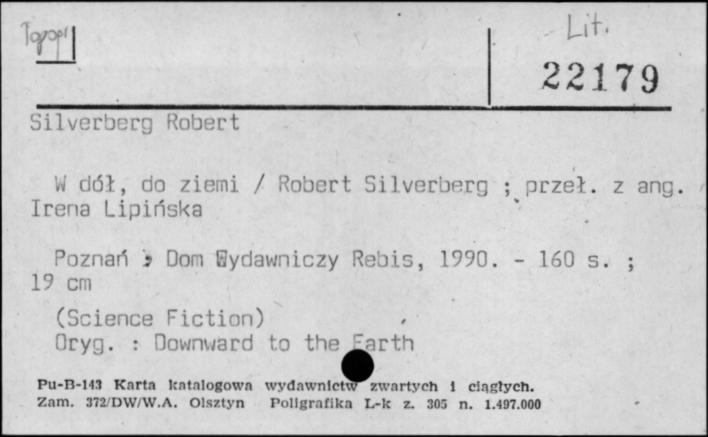 Lit.
22179
Silverberg Robert
W dół, do ziemi / Robert Silverberg ; przeł. z ang.
Irena Lipińska
Poznań : Dom Wydawniczy Rebis, 1990. - 160 s. ;
19 cm
(Science Fiction)
Oryg. : Downward to the Earth
Pu-B-143 Karta katalogowa wydawnictw zwartych i ciągłych.
Zam. 372/DW/W.A. Olsztyn Poligrafika L-k z. 305 n. 1.497.000